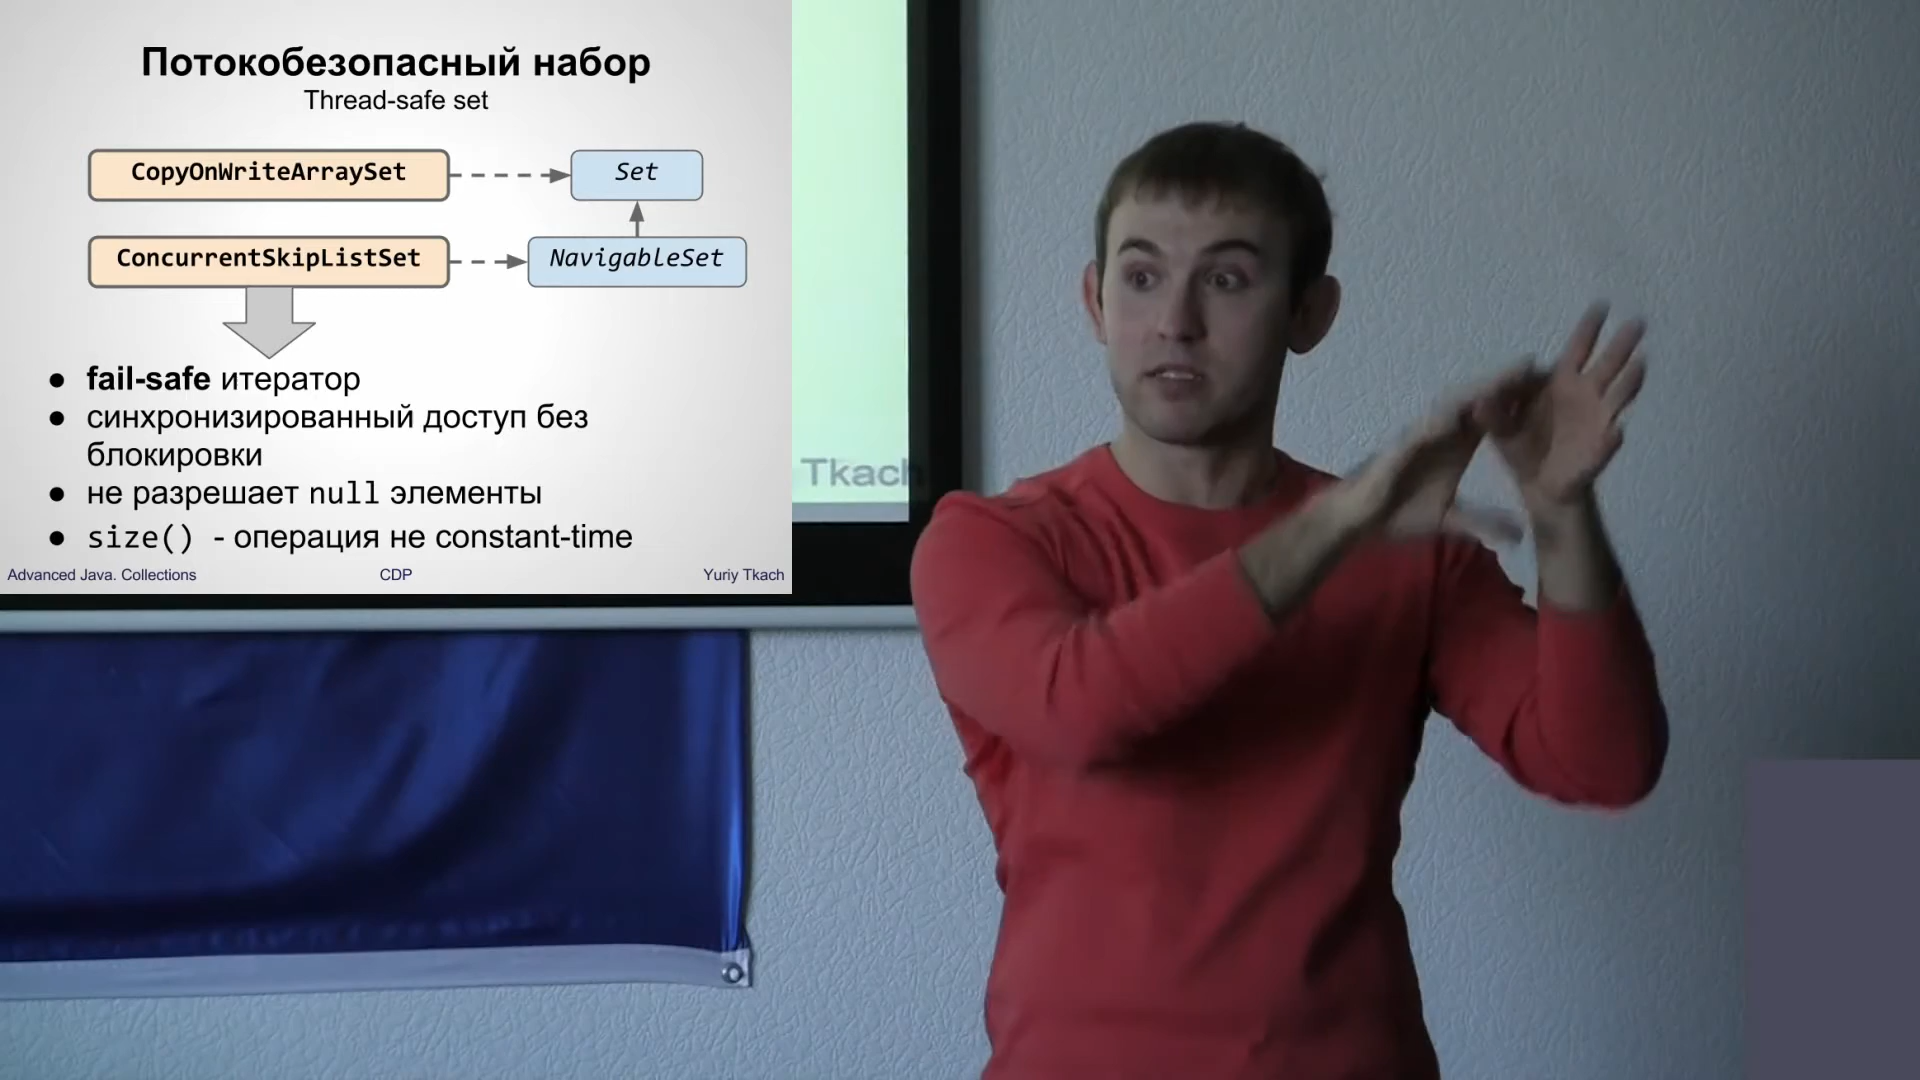 Потокобезопасный набор
Thread-safe set
CopyOnWriteArraySet
Set
ConcurrentSkipListSet
NavigableSet
● fail-safe итератор
● синхронизированный доступ без
блокировки
● не разрешает null элементы
● size() - операция не constant-time
Advanced Java. Collections
CDP
Yuriy Tkach
Tkach